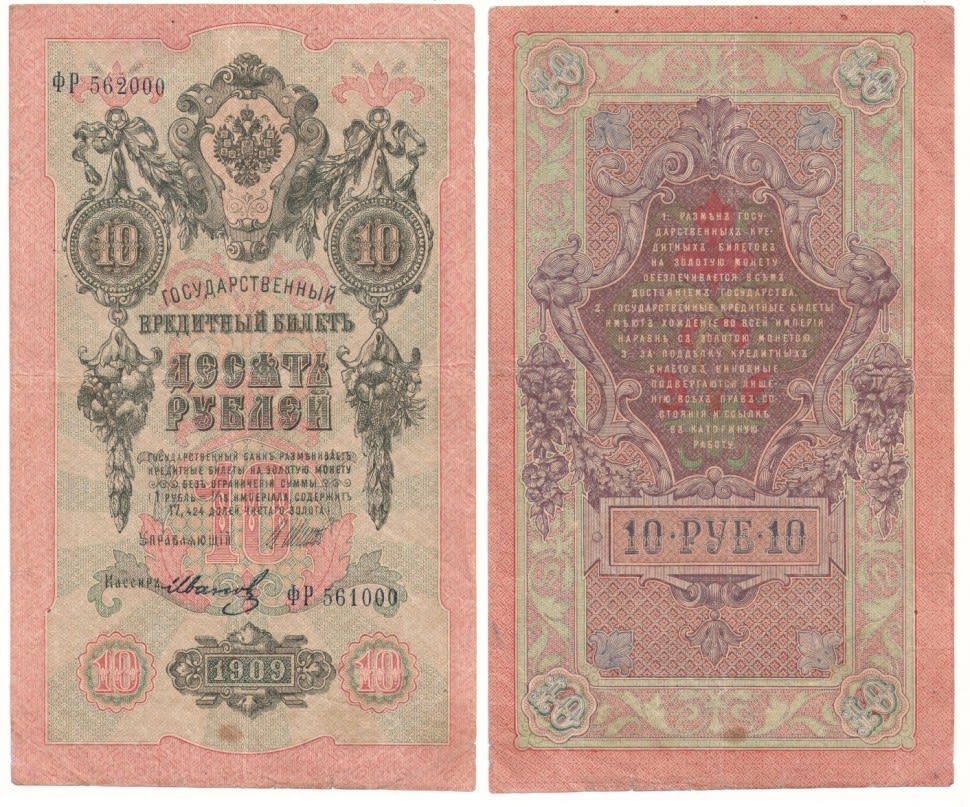 ФР 562000
10
10
ГОСУДАРСТВЕННЫЙ
КРЕДИТНЫЙ БИЛЕТЪ
ДЕСЯТЬ
РУБЛЕЙ
ГОСУДАРСТВЕННЫЙ БАНКЪ РАЗМѢНИВАЕТЪ
КРЕДИТНЫЕ БИЛЕТЫ НА ЗОЛОТУЮ МОНЕТУ
БЕЗЪ ОГРАНИЧЕНІЯ СУММЫ
(1 РУБЛЬ = 1/15 ИМПЕРІАЛА, СОДЕРЖИТЪ
17,424 ДОЛЕЙ ЧИСТАГО ЗОЛОТА)
10
УПРАВЛЯЮЩІЙ
Кассиръ Иванов
ФР 561000
10
1909
10
10
10
1. РАЗМѢНЪ ГОСУ-
ДАРСТВЕННЫХЪ КРЕ-
ДИТНЫХЪ БИЛЕТОВЪ
НА ЗОЛОТУЮ МОНЕТУ
ОБЕЗПЕЧИВАЕТСЯ ВСѢМЪ
ДОСТОЯНІЕМЪ ГОСУДАРСТВА.
2. ГОСУДАРСТВЕННЫЕ КРЕДИТНЫЕ БИЛЕТЫ
ИМѢЮТЪ ХОЖДЕНІЕ ВО ВСЕЙ ИМПЕРІИ
НАРАВНѢ СЪ ЗОЛОТОЮ МОНЕТОЮ.
3. ЗА ПОДДѢЛКУ КРЕДИТНЫХЪ
БИЛЕТОВЪ ВИНОВНЫЕ
ПОДВЕРГАЮТСЯ ЛИШЕ-
НІЮ ВСѢХЪ ПРАВЪ СО-
СТОЯНІЯ И ССЫЛКѢ
ВЪ КАТОРЖНУЮ
РАБОТУ.
10·РУБ·10
10
10